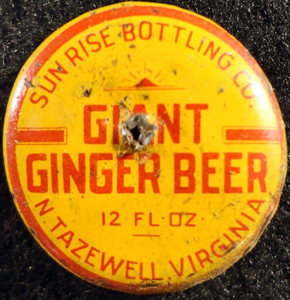 SUN RISE BOTTLING CO.
GIANT
GINGER BEER
12 FL·OZ·
N. TAZEWELL VIRGINIA